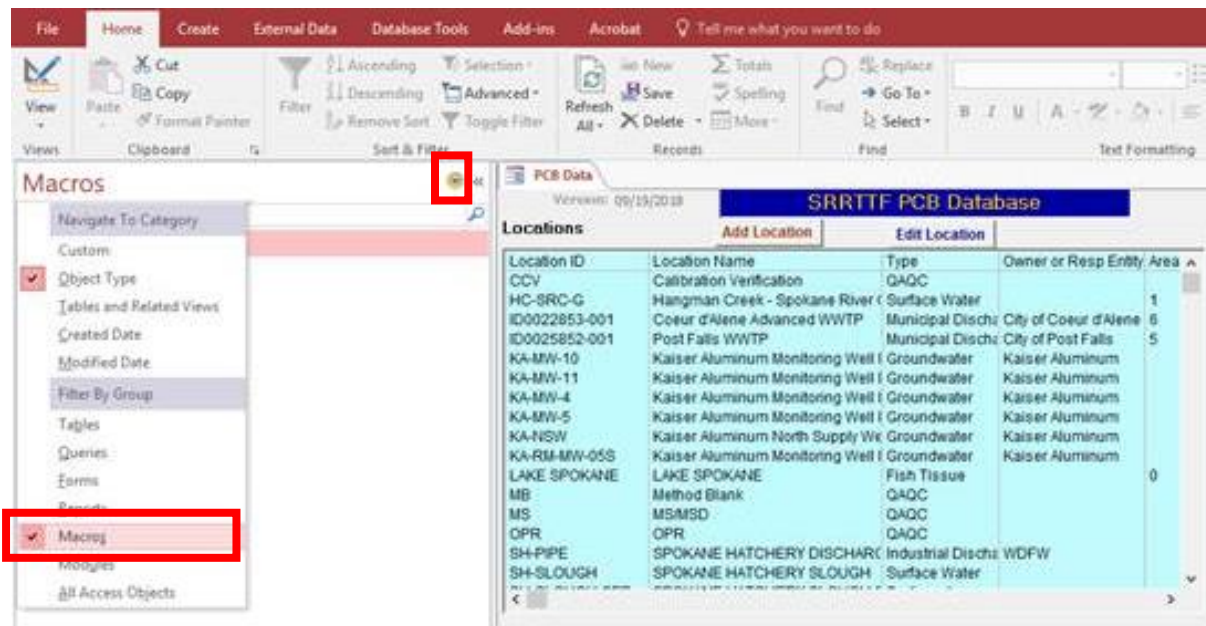 File Home Create External Data Database Tools Add-ins Acrobat Tell me what you want to do
View Paste Cut Copy Format Painter
Filter Ascending Descending Remove Sort Selection Advanced Toggle Filter
Refresh All New Save Delete Totals Spelling More
Find Replace Go To Select
B I U A
Views Clipboard Sort & Filter Records Find Text Formatting
Macros
Navigate To Category
Custom
Object Type
Tables and Related Views
Created Date
Modified Date
Filter By Group
Tables
Queries
Forms
Reports
Macros
Modules
All Access Objects
PCB Data
Version: 09/19/2018 SRRTTF PCB Database
Locations Add Location Edit Location
Location ID Location Name Type Owner or Resp Entity Area
CCV Calibration Verification QAQC
HC-SRC-G Hangman Creek - Spokane River ( Surface Water 1
ID0022853-001 Coeur d'Alene Advanced WWTP Municipal Discha City of Coeur d'Alene 6
ID0025852-001 Post Falls WWTP Municipal Discha City of Post Falls 5
KA-MW-10 Kaiser Aluminum Monitoring Well Groundwater Kaiser Aluminum
KA-MW-11 Kaiser Aluminum Monitoring Well Groundwater Kaiser Aluminum
KA-MW-4 Kaiser Aluminum Monitoring Well Groundwater Kaiser Aluminum
KA-MW-5 Kaiser Aluminum Monitoring Well Groundwater Kaiser Aluminum
KA-NSW Kaiser Aluminum North Supply We Groundwater Kaiser Aluminum
KA-RM-MW-05S Kaiser Aluminum Monitoring Well Groundwater Kaiser Aluminum
LAKE SPOKANE LAKE SPOKANE Fish Tissue 0
MB Method Blank QAQC
MS MS/MSD QAQC
OPR OPR QAQC
SH-PIPE SPOKANE HATCHERY DISCHARC Industrial Discha WDFW
SH-SLOUGH SPOKANE HATCHERY SLOUGH Surface Water